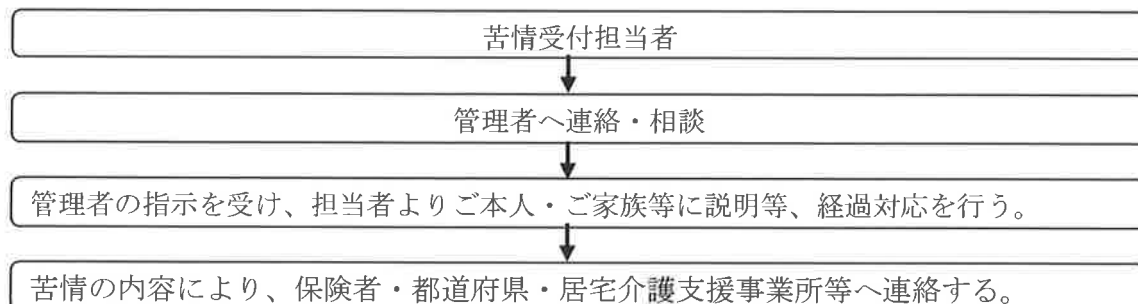 苦情受付担当者
管理者へ連絡・相談
管理者の指示を受け、担当者よりご本人・ご家族等に説明等、経過対応を行う。
苦情の内容により、保険者・都道府県・居宅介護支援事業所等へ連絡する。